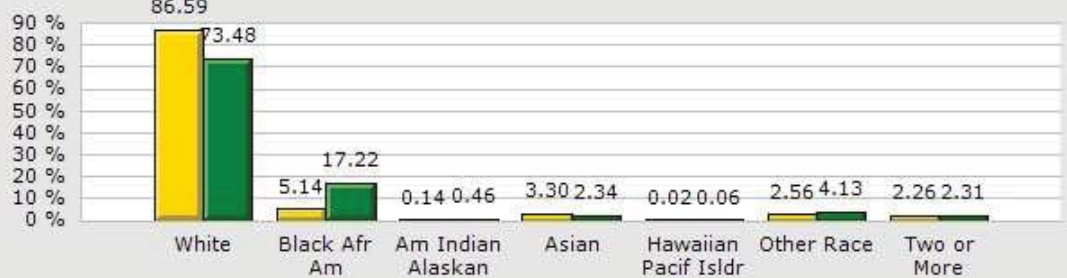 86.59
90 %
80 %
73.48
70 %
60 %
50 %
40 %
30 %
20 %
10 %
0 %
5.14
17.22
0.14 0.46
3.30 2.34
0.02 0.06
2.56 4.13
2.26 2.31
White
Black Afr
Am
Am Indian
Alaskan
Asian
Hawaiian
Pacif Isldr
Other Race
Two or
More